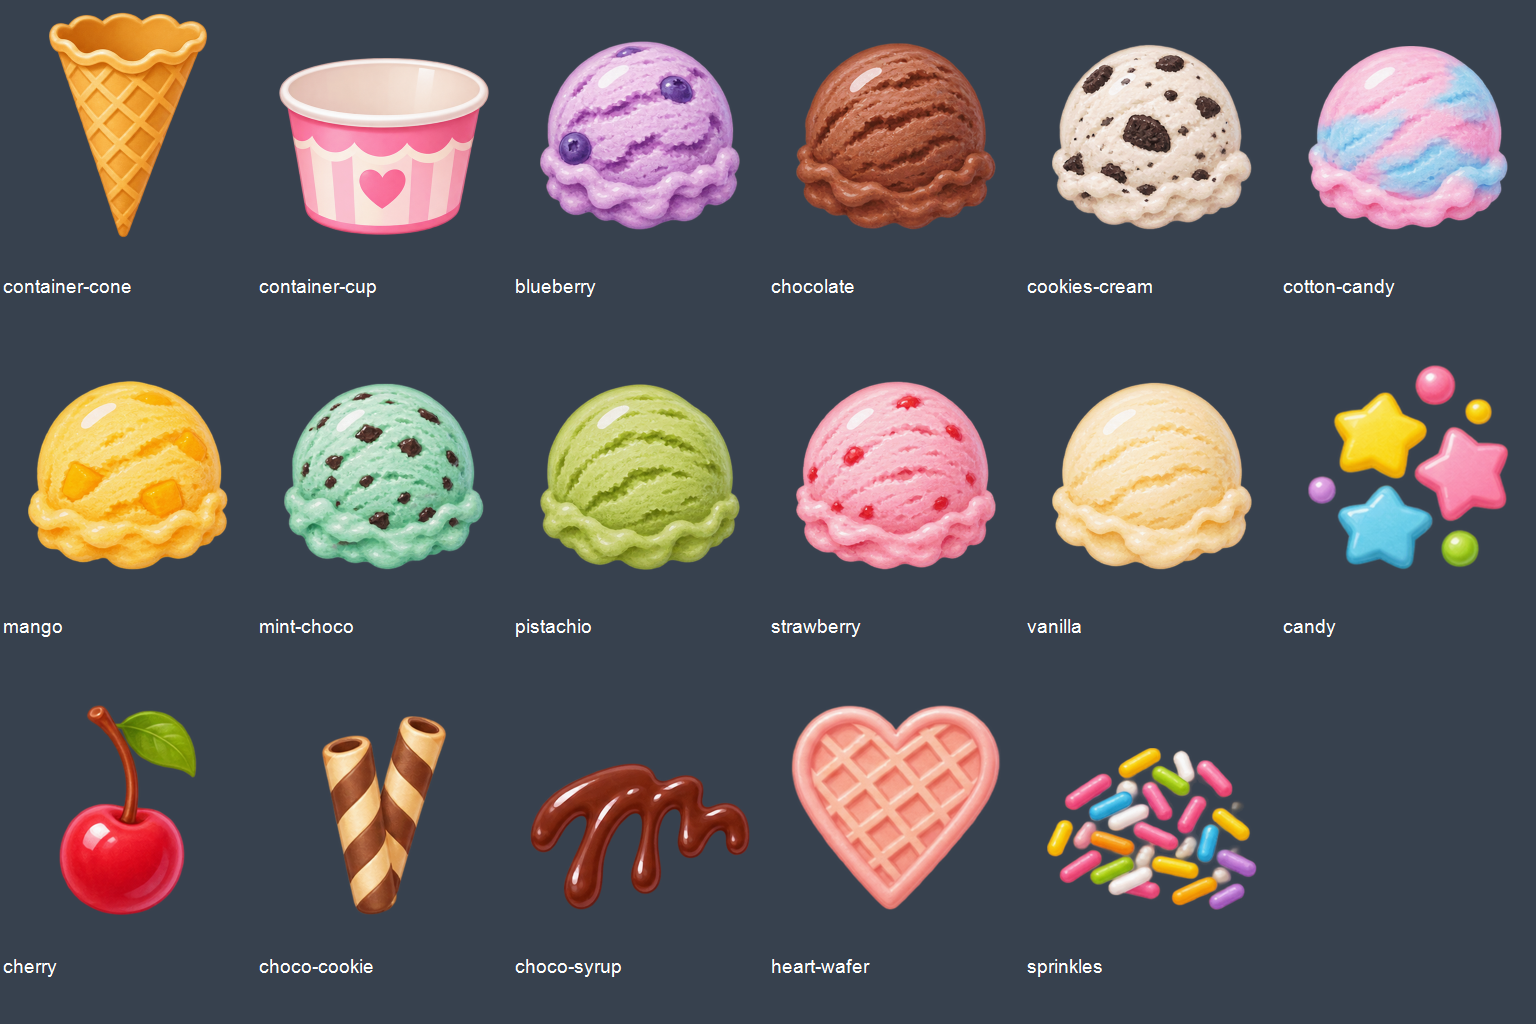 container-cone
container-cup
blueberry
chocolate
cookies-cream
cotton-candy
mango
mint-choco
pistachio
strawberry
vanilla
candy
cherry
choco-cookie
choco-syrup
heart-wafer
sprinkles